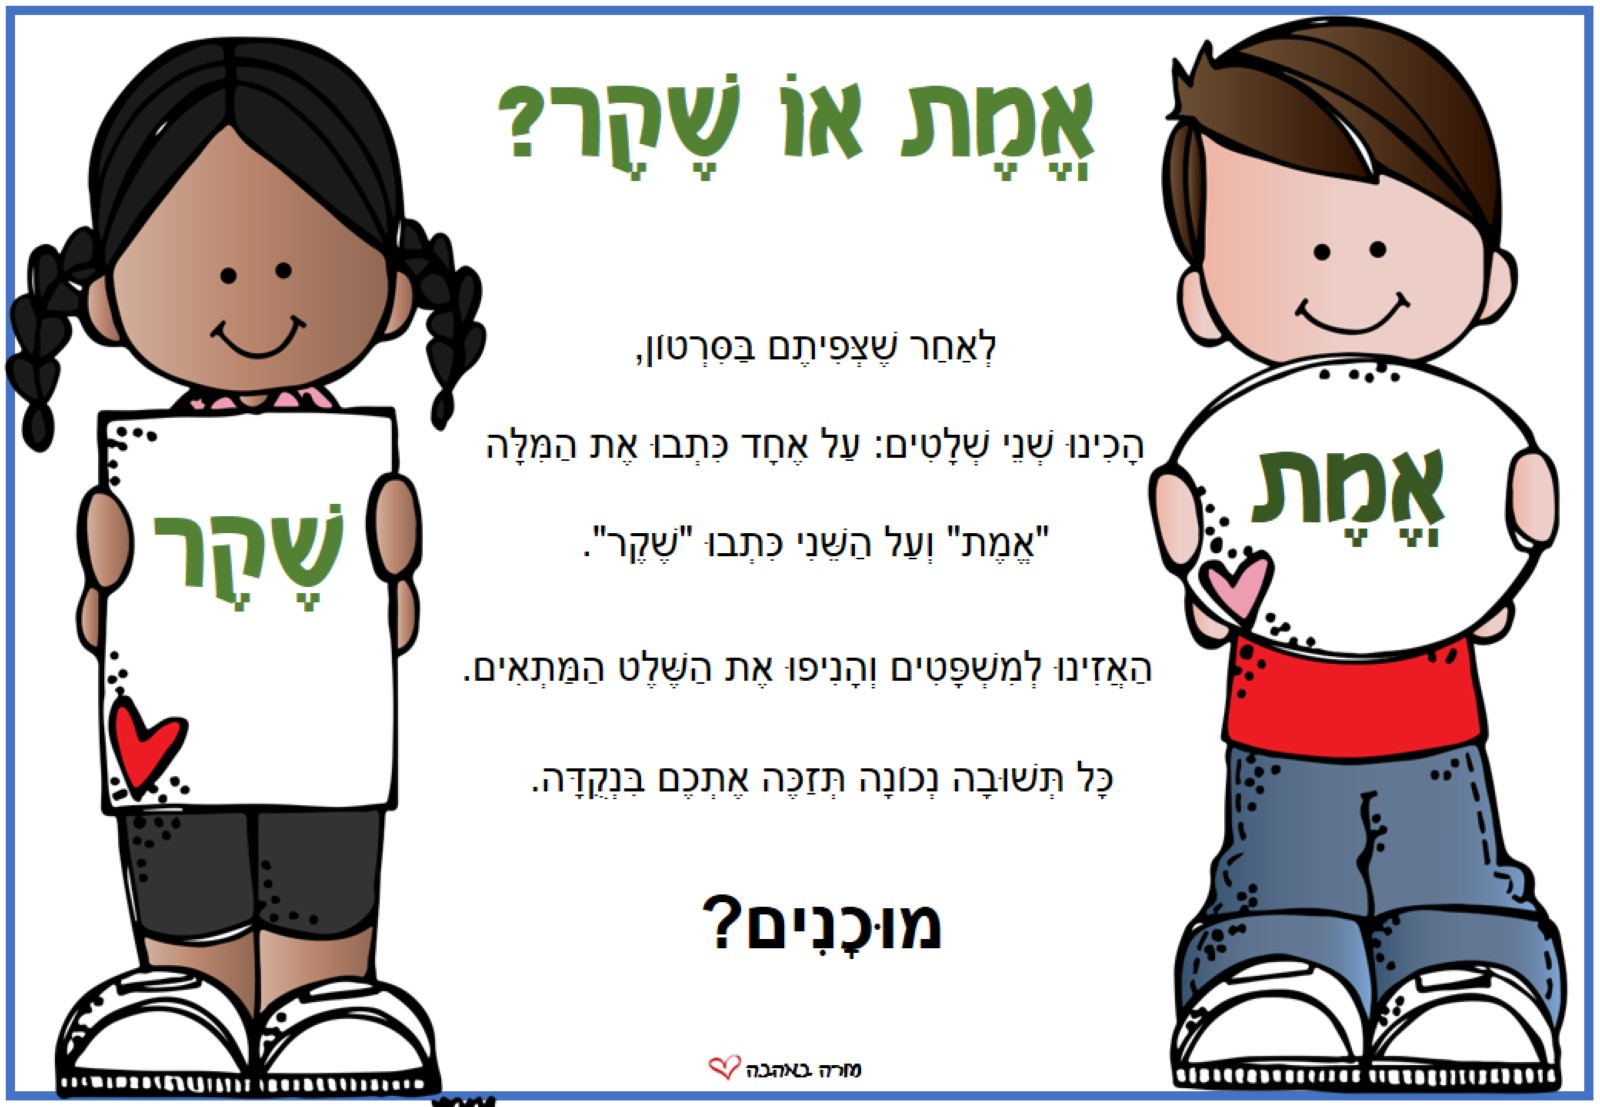 אֱמֶת אוֹ שֶׁקֶר?
לְאַחַר שֶׁצְּפִיתֶם בַּסִּרְטוֹן,
הָכִינוּ שְׁנֵי שְׁלָטִים: עַל אֶחָד כִּתְבוּ אֶת הַמִּלָּה
"אֱמֶת" וְעַל הַשֵּׁנִי כִּתְבוּ "שֶׁקֶר".
הַאֲזִינוּ לְמִשְׁפָּטִים וְהָנִיפוּ אֶת הַשֶּׁלֶט הַמַּתְאִים.
כָּל תְּשׁוּבָה נְכוֹנָה תְּזַכֶּה אֶתְכֶם בִּנְקֻדָּה.
מוּכָנִים?
אֱמֶת
שֶׁקֶר
מורה באהבה